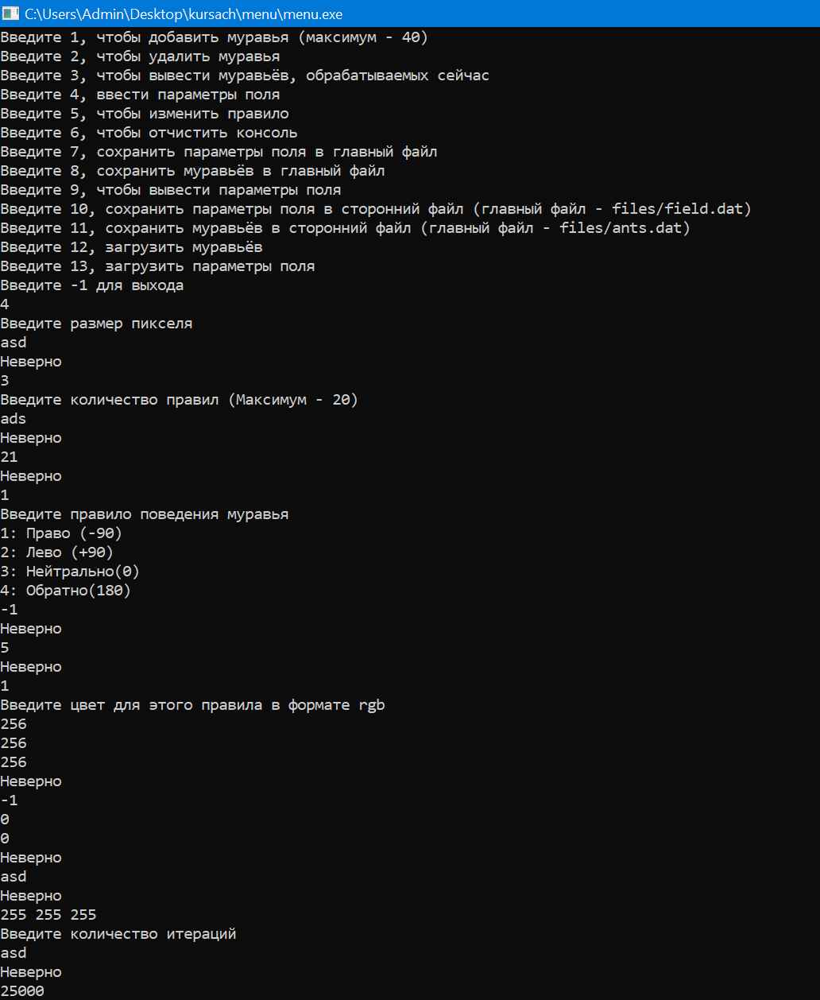 C:\Users\Admin\Desktop\kursach\menu\menu.exe
Введите 1, чтобы добавить муравья (максимум - 40)
Введите 2, чтобы удалить муравья
Введите 3, чтобы вывести муравьёв, обрабатываемых сейчас
Введите 4, ввести параметры поля
Введите 5, чтобы изменить правило
Введите 6, чтобы отчистить консоль
Введите 7, сохранить параметры поля в главный файл
Введите 8, сохранить муравьёв в главный файл
Введите 9, чтобы вывести параметры поля
Введите 10, сохранить параметры поля в сторонний файл (главный файл - files/field.dat)
Введите 11, сохранить муравьёв в сторонний файл (главный файл - files/ants.dat)
Введите 12, загрузить муравьёв
Введите 13, загрузить параметры поля
Введите -1 для выхода
4
Введите размер пикселя
asd
Неверно
3
Введите количество правил (Максимум - 20)
ads
Неверно
21
Неверно
1
Введите правило поведения муравья
1: Право (-90)
2: Лево (+90)
3: Нейтрально(0)
4: Обратно(180)
-1
Неверно
5
Неверно
1
Введите цвет для этого правила в формате rgb
256
256
256
Неверно
-1
0
0
Неверно
asd
Неверно
255 255 255
Введите количество итераций
asd
Неверно
25000